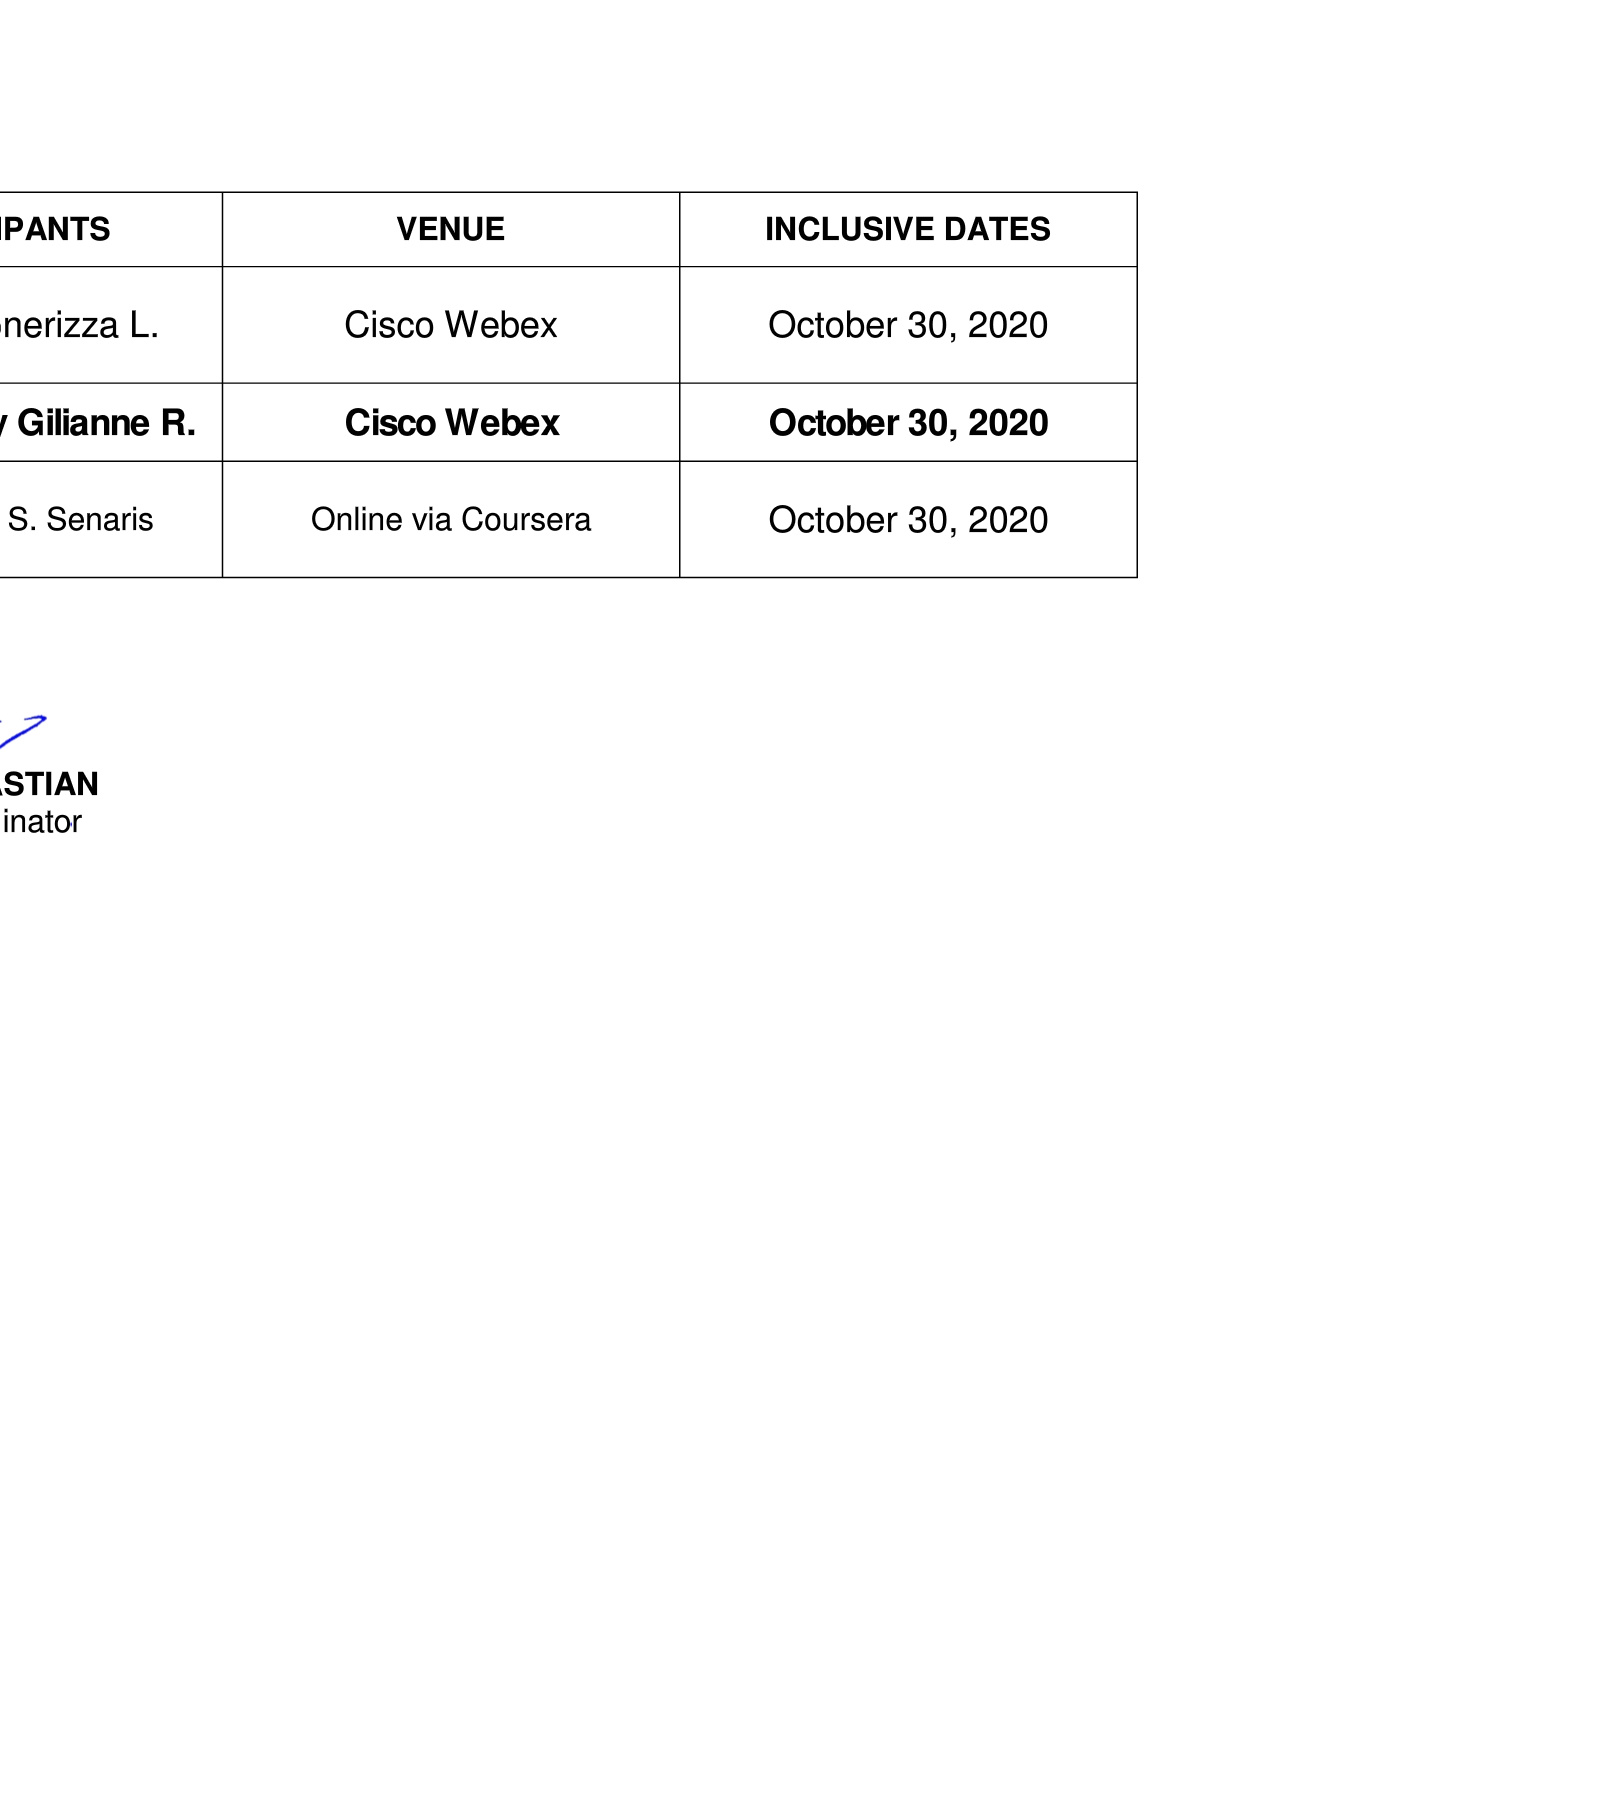 IPANTS VENUE INCLUSIVE DATES
nerizza L. Cisco Webex October 30, 2020
y Gilianne R. Cisco Webex October 30, 2020
S. Senaris Online via Coursera October 30, 2020
ASTIAN
inator